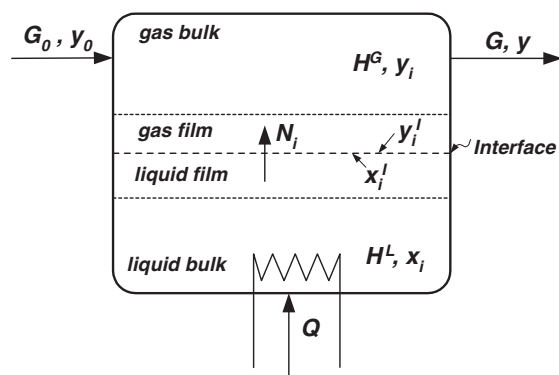 gas bulk
G₀ , y₀
G, y
Hᴳ, yᵢ
gas film
Nᵢ
yᵢᴵ
Interface
liquid film
xᵢᴵ
liquid bulk
Hᴸ, xᵢ
Q